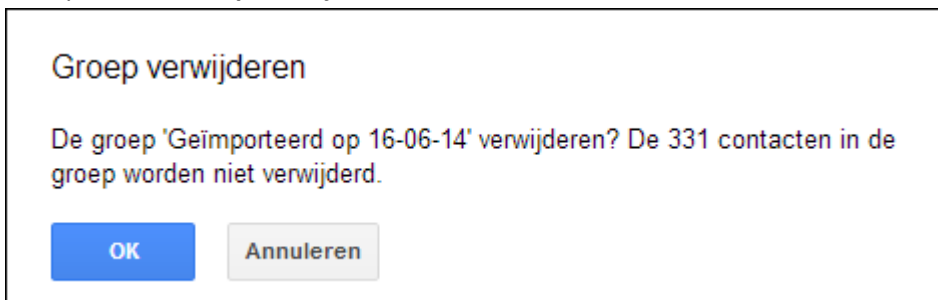 Groep verwijderen
De groep 'Geïmporteerd op 16-06-14' verwijderen? De 331 contacten in de
groep worden niet verwijderd.
OK
Annuleren